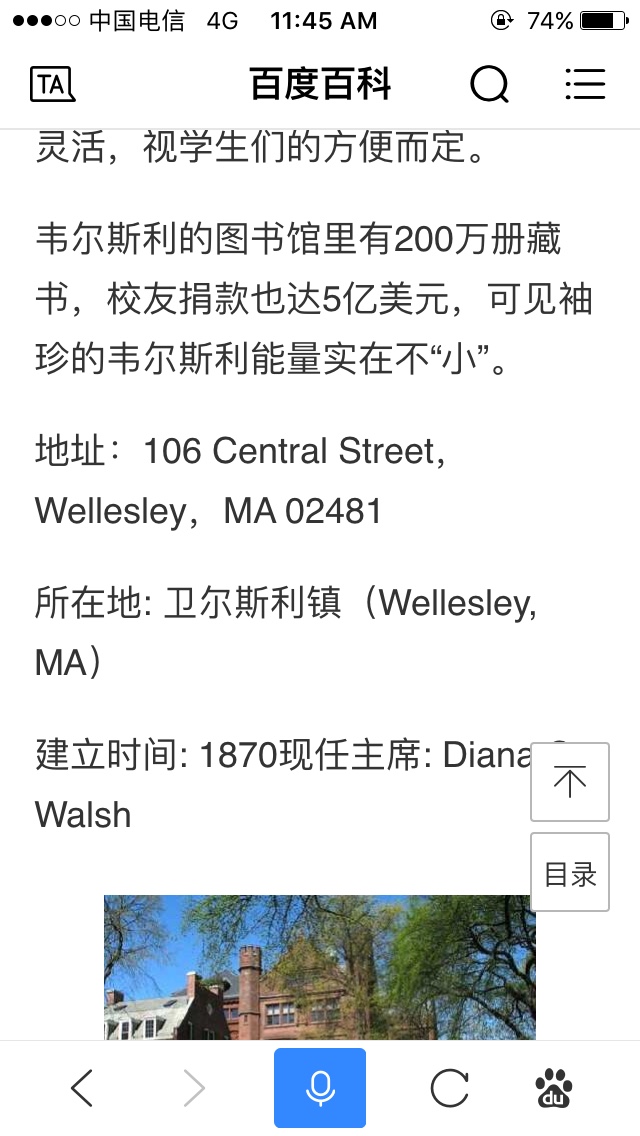 中国电信 4G 11:45 AM 74%
TA 百度百科
灵活，视学生们的方便而定。
韦尔斯利的图书馆里有200万册藏
书，校友捐款也达5亿美元，可见袖
珍的韦尔斯利能量实在不“小”。
地址：106 Central Street，
Wellesley，MA 02481
所在地: 卫尔斯利镇（Wellesley,
MA）
建立时间: 1870现任主席: Diana
Walsh
目录
du